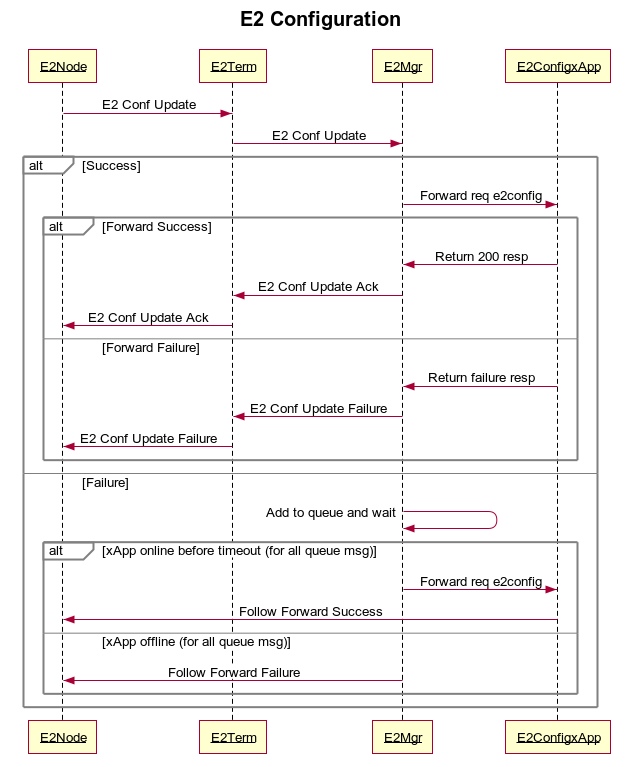 E2 Configuration
E2Node E2Term E2Mgr E2ConfigxApp
E2 Conf Update
E2 Conf Update
alt [Success]
Forward req e2config
alt [Forward Success]
Return 200 resp
E2 Conf Update Ack
E2 Conf Update Ack
[Forward Failure]
Return failure resp
E2 Conf Update Failure
E2 Conf Update Failure
[Failure]
Add to queue and wait
alt [xApp online before timeout (for all queue msg)]
Forward req e2config
Follow Forward Success
[xApp offline (for all queue msg)]
Follow Forward Failure
E2Node E2Term E2Mgr E2ConfigxApp